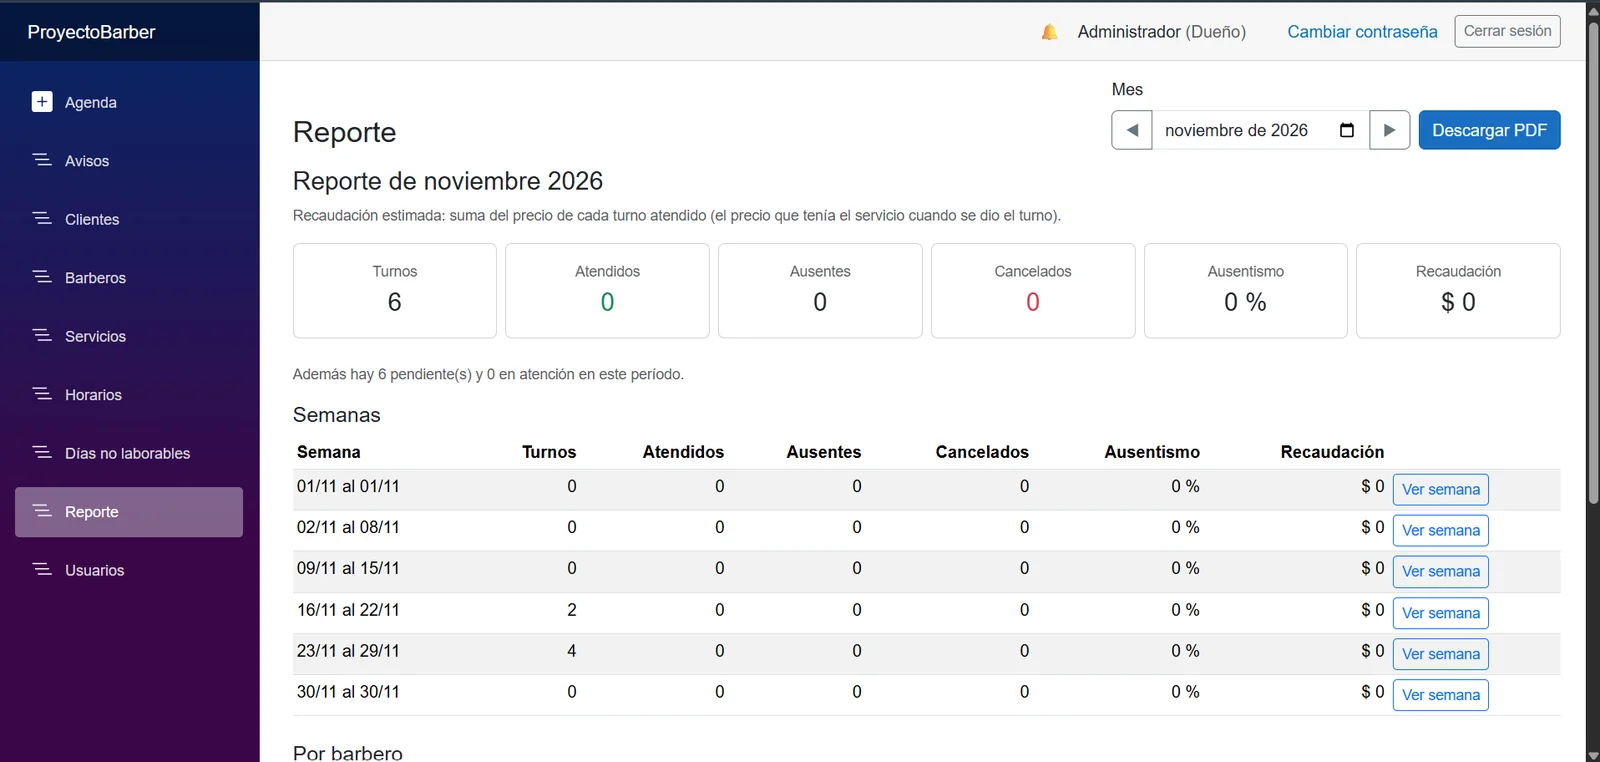 ProyectoBarber
Agenda
Avisos
Clientes
Barberos
Servicios
Horarios
Días no laborables
Reporte
Usuarios
Administrador (Dueño)
Cambiar contraseña
Cerrar sesión
Mes
noviembre de 2026
Descargar PDF
Reporte
Reporte de noviembre 2026
Recaudación estimada: suma del precio de cada turno atendido (el precio que tenía el servicio cuando se dio el turno).
Turnos
6
Atendidos
0
Ausentes
0
Cancelados
0
Ausentismo
0 %
Recaudación
$ 0
Además hay 6 pendiente(s) y 0 en atención en este período.
Semanas
Semana Turnos Atendidos Ausentes Cancelados Ausentismo Recaudación
01/11 al 01/11 0 0 0 0 0 % $ 0 Ver semana
02/11 al 08/11 0 0 0 0 0 % $ 0 Ver semana
09/11 al 15/11 0 0 0 0 0 % $ 0 Ver semana
16/11 al 22/11 2 0 0 0 0 % $ 0 Ver semana
23/11 al 29/11 4 0 0 0 0 % $ 0 Ver semana
30/11 al 30/11 0 0 0 0 0 % $ 0 Ver semana
Por barbero